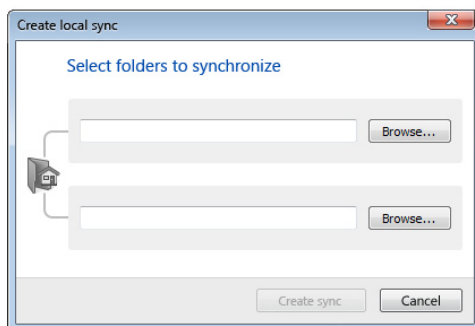 Create local sync
Select folders to synchronize
Browse...
Browse...
Create sync
Cancel